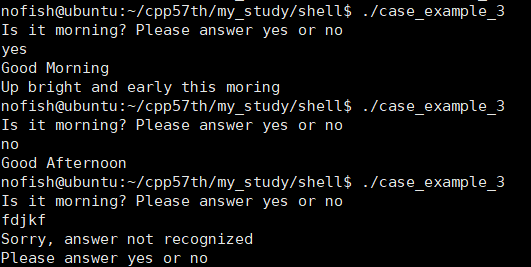 nofish@ubuntu:~/cpp57th/my_study/shell$ ./case_example_3
Is it morning? Please answer yes or no
yes
Good Morning
Up bright and early this moring
nofish@ubuntu:~/cpp57th/my_study/shell$ ./case_example_3
Is it morning? Please answer yes or no
no
Good Afternoon
nofish@ubuntu:~/cpp57th/my_study/shell$ ./case_example_3
Is it morning? Please answer yes or no
fdjkf
Sorry, answer not recognized
Please answer yes or no